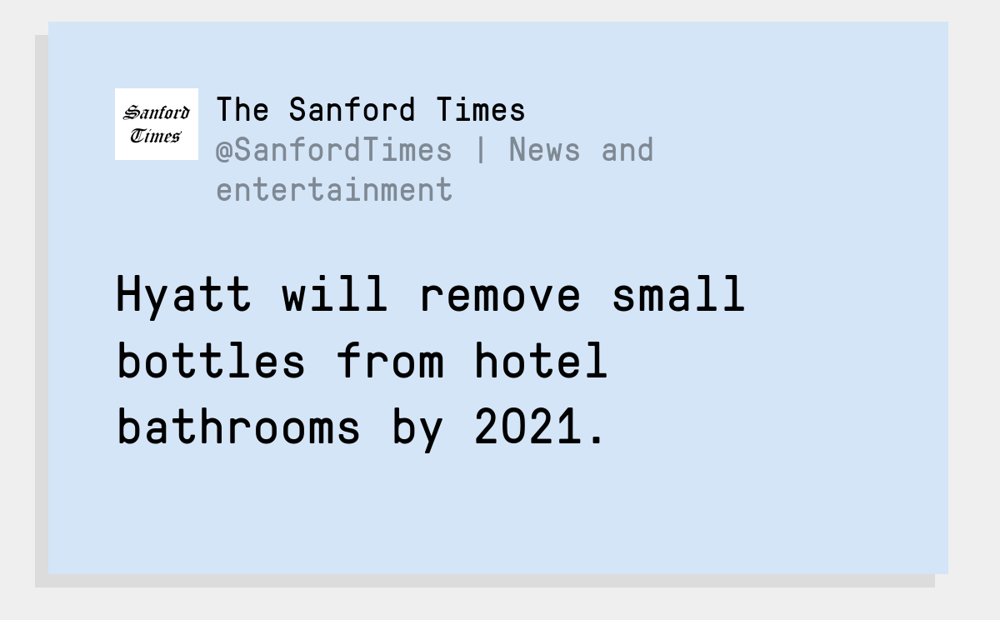 Sanford
Times
The Sanford Times
@SanfordTimes | News and
entertainment
Hyatt will remove small
bottles from hotel
bathrooms by 2021.